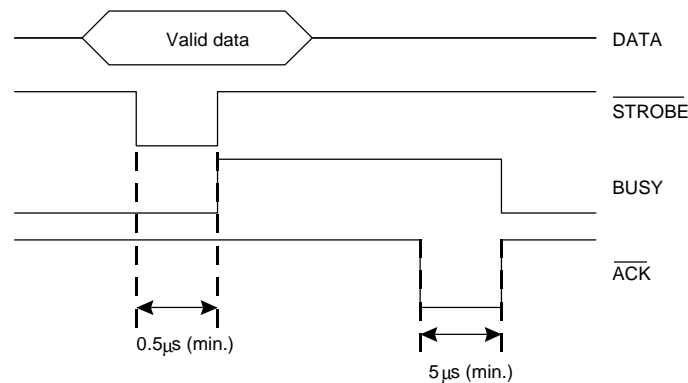 Valid data
DATA
STROBE
BUSY
ACK
0.5µs (min.)
5µs (min.)